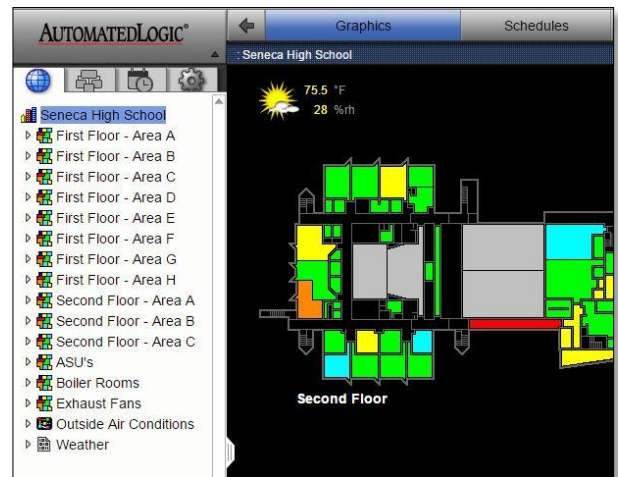 AUTOMATEDLOGIC®
Graphics
Schedules
: Seneca High School
75.5 °F
28 %rh
Seneca High School
First Floor - Area A
First Floor - Area B
First Floor - Area C
First Floor - Area D
First Floor - Area E
First Floor - Area F
First Floor - Area G
First Floor - Area H
Second Floor - Area A
Second Floor - Area B
Second Floor - Area C
ASU's
Boiler Rooms
Exhaust Fans
Outside Air Conditions
Weather
Second Floor